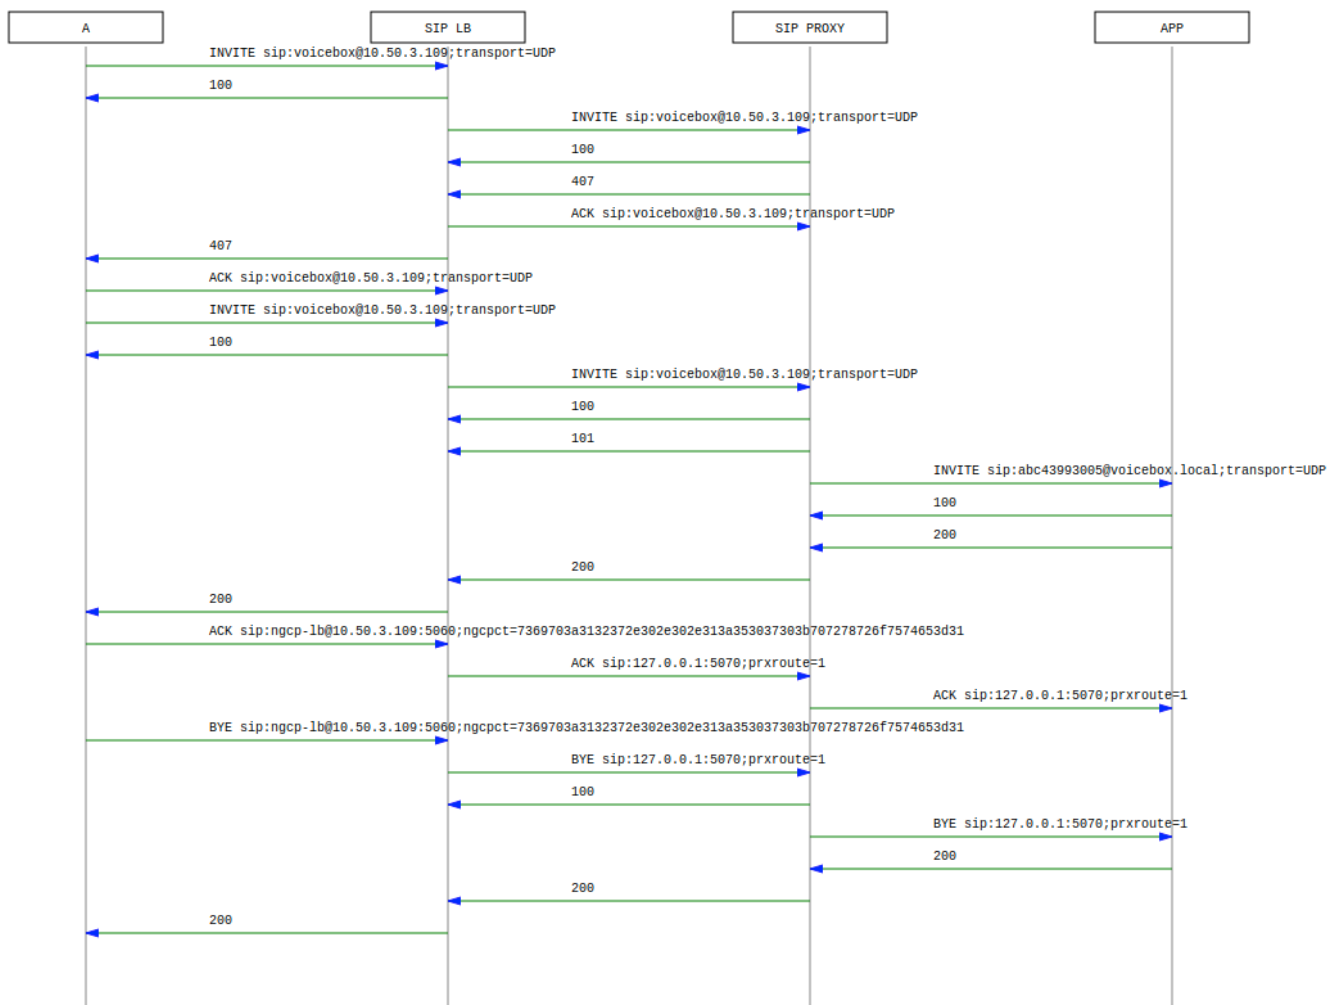 A
SIP LB
SIP PROXY
APP
INVITE sip:voicebox@10.50.3.109;transport=UDP
100
INVITE sip:voicebox@10.50.3.109;transport=UDP
100
407
ACK sip:voicebox@10.50.3.109;transport=UDP
407
ACK sip:voicebox@10.50.3.109;transport=UDP
INVITE sip:voicebox@10.50.3.109;transport=UDP
100
INVITE sip:voicebox@10.50.3.109;transport=UDP
100
101
INVITE sip:abc43993005@voicebox.local;transport=UDP
100
200
200
200
ACK sip:ngcp-lb@10.50.3.109:5060;ngcpct=7369703a3132372e302e302e313a353037303b707278726f7574653d31
ACK sip:127.0.0.1:5070;prxroute=1
ACK sip:127.0.0.1:5070;prxroute=1
BYE sip:ngcp-lb@10.50.3.109:5060;ngcpct=7369703a3132372e302e302e313a353037303b707278726f7574653d31
BYE sip:127.0.0.1:5070;prxroute=1
100
BYE sip:127.0.0.1:5070;prxroute=1
200
200
200